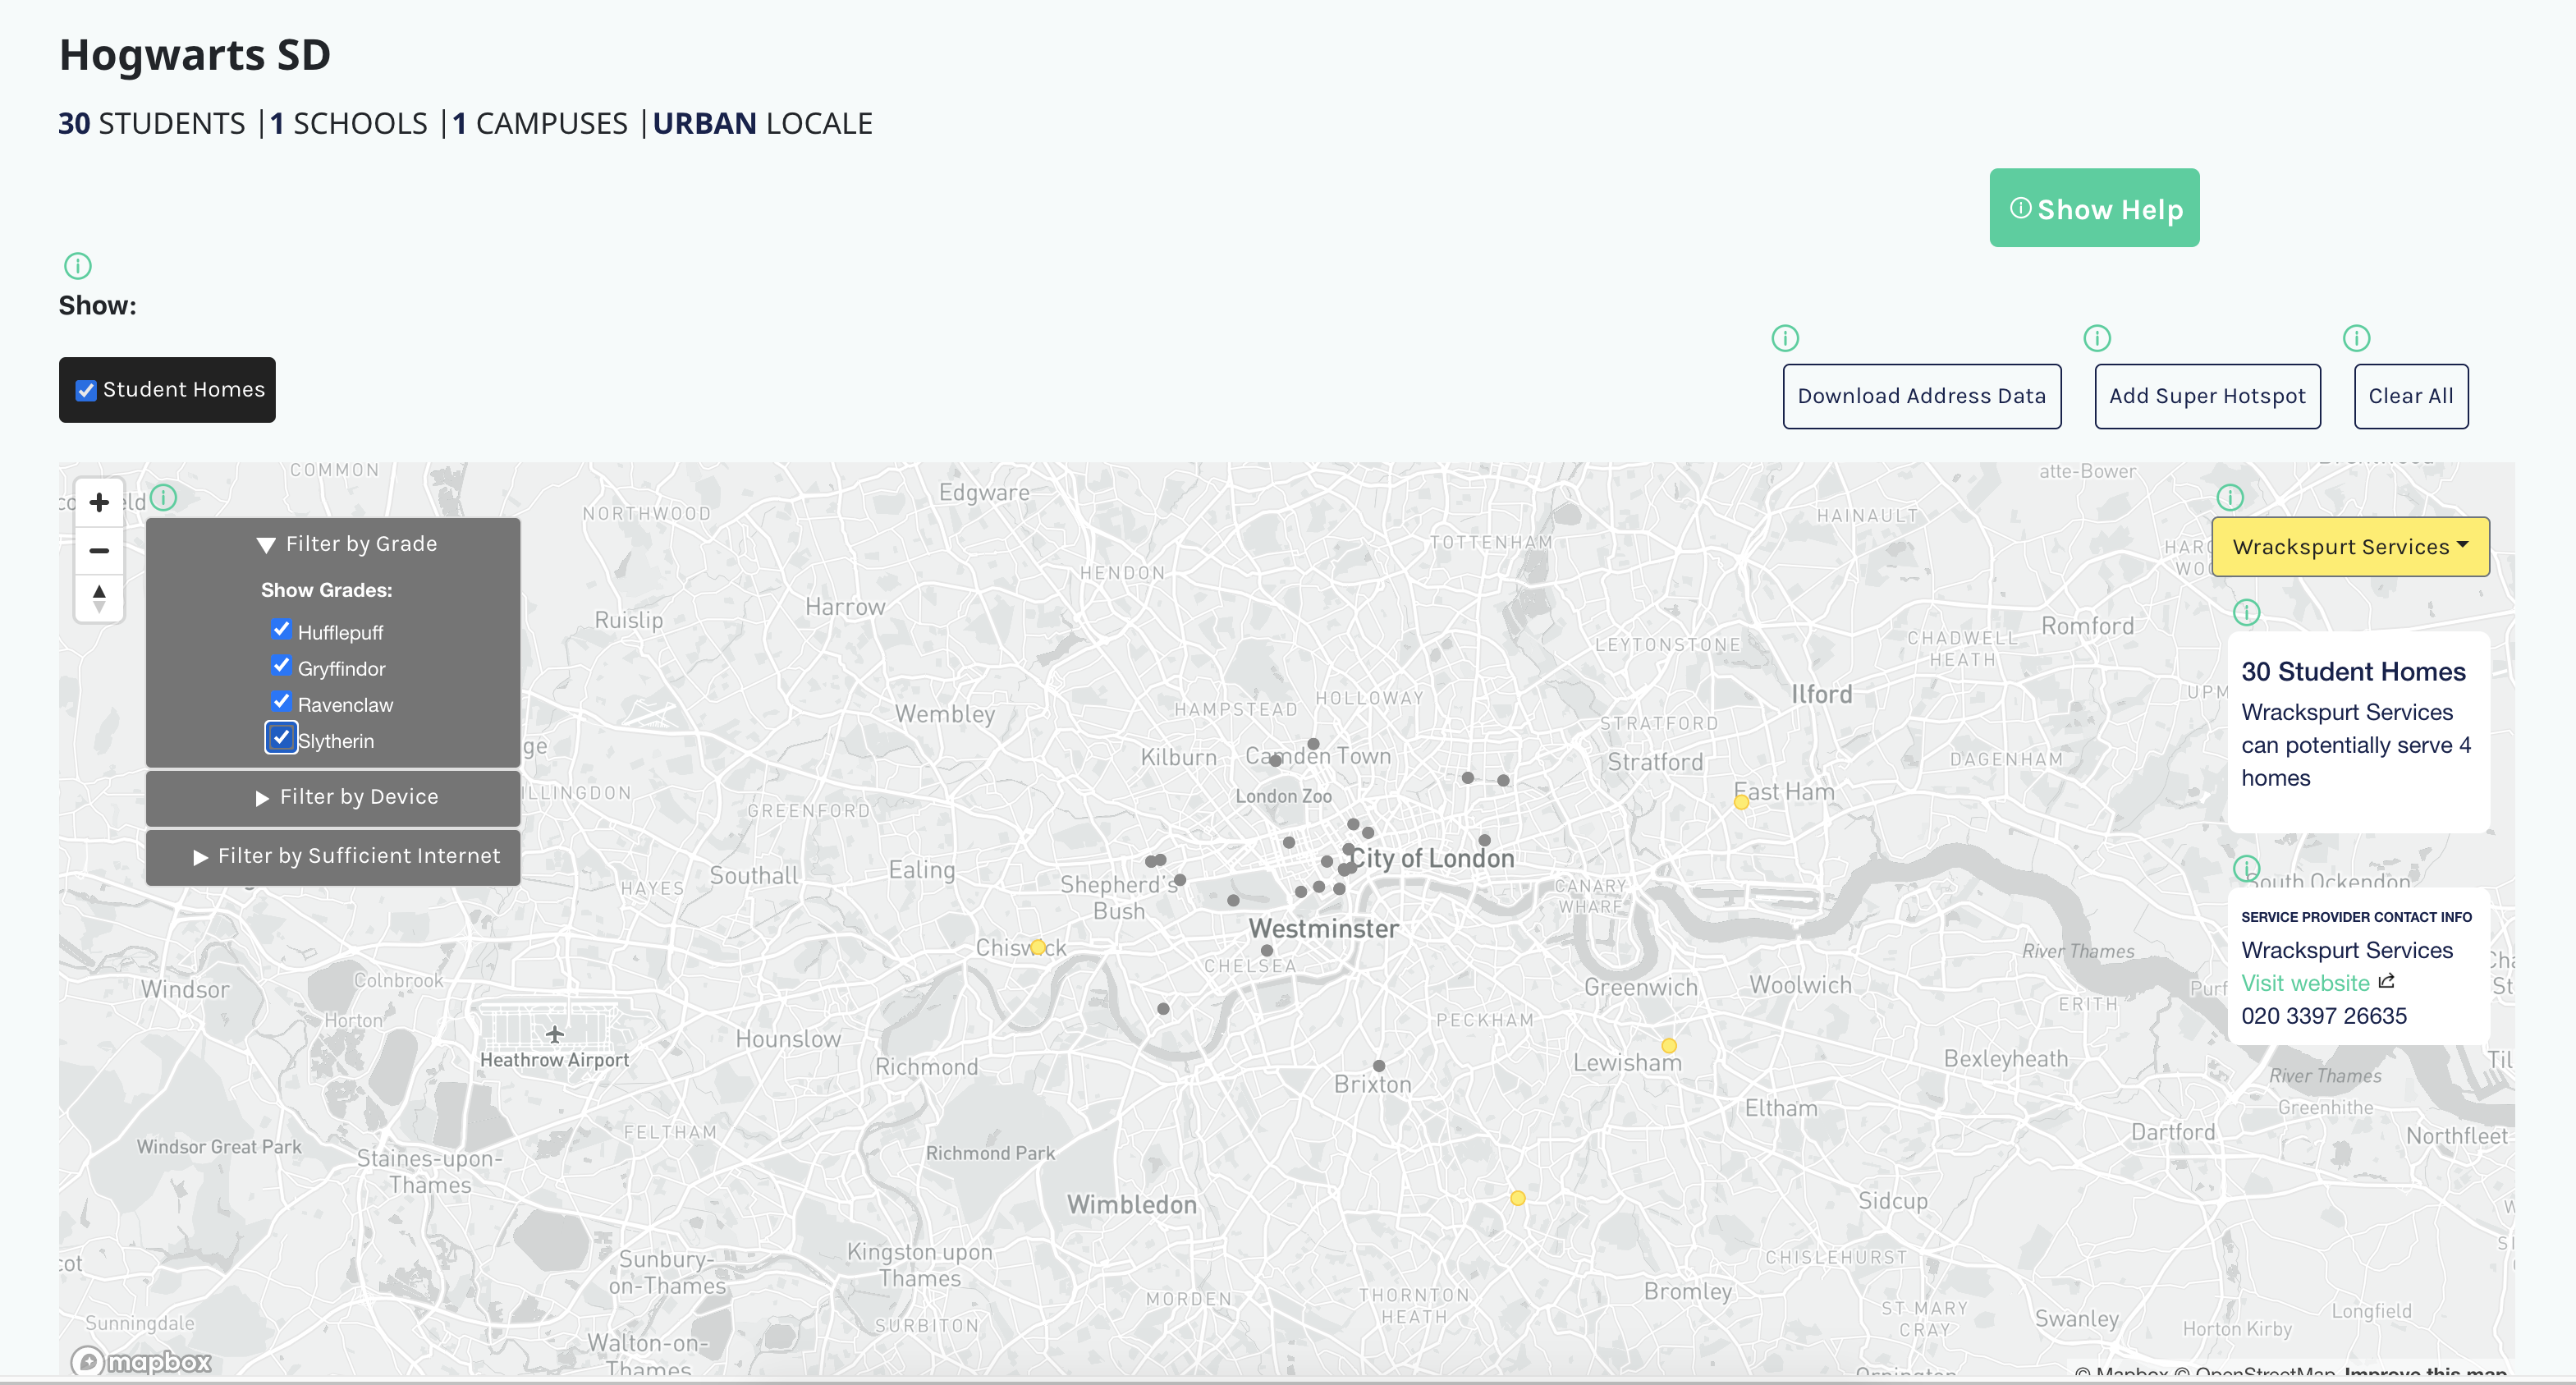 Hogwarts SD
30 STUDENTS |1 SCHOOLS |1 CAMPUSES |URBAN LOCALE
Show Help
Show:
Student Homes
Download Address Data
Add Super Hotspot
Clear All
Filter by Grade
Show Grades:
Hufflepuff
Gryffindor
Ravenclaw
Slytherin
Filter by Device
Filter by Sufficient Internet
Wrackspurt Services
30 Student Homes
Wrackspurt Services
can potentially serve 4
homes
SERVICE PROVIDER CONTACT INFO
Wrackspurt Services
Visit website
020 3397 26635
COMMON
Edgware
NORTHWOOD
HAINAULT
TOTTENHAM
HENDON
Harrow
Ruislip
LEYTONSTONE
CHADWELL
HEATH
Romford
Ilford
HOLLOWAY
HAMPSTEAD
Wembley
STRATFORD
Kilburn
Camden Town
Stratford
DAGENHAM
London Zoo
East Ham
GREENFORD
City of London
Southall
Ealing
HAYES
Shepherd's
Bush
CANARY
WHARF
South Ockendon
Westminster
Chiswick
CHELSEA
River Thames
Colnbrook
Windsor
Greenwich
Woolwich
ERITH
Horton
PECKHAM
Hounslow
Heathrow Airport
Richmond
Lewisham
Bexleyheath
Brixton
River Thames
Greenhithe
Eltham
FELTHAM
Dartford
Northfleet
Windsor Great Park
Richmond Park
Staines-upon-
Thames
Wimbledon
Sidcup
Kingston upon
Thames
Sunbury-
on-Thames
CHISLEHURST
MORDEN
THORNTON
HEATH
Bromley
ST MARY
CRAY
Swanley
Longfield
Horton Kirby
Sunningdale
SURBITON
Walton-on-
Thames
mapbox
© Mapbox © OpenStreetMap Improve this map